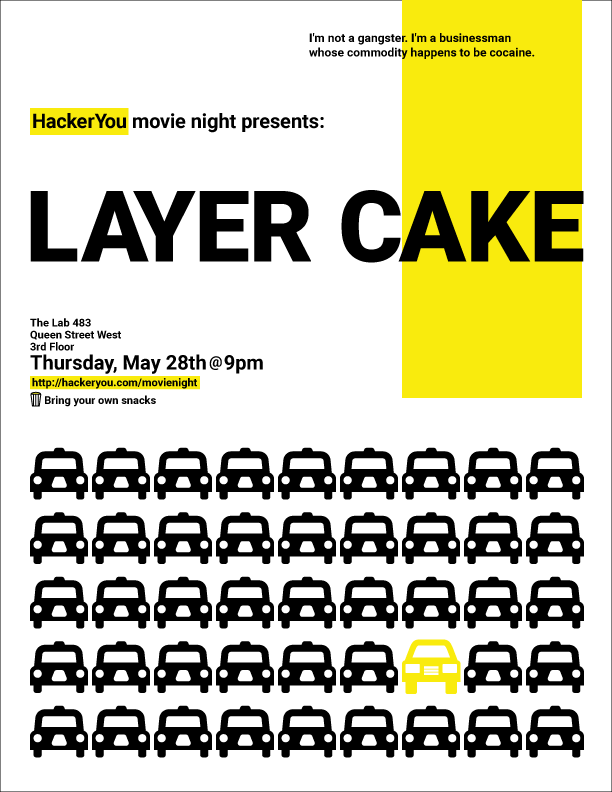 I'm not a gangster. I'm a businessman
whose commodity happens to be cocaine.
HackerYou movie night presents:
LAYER CAKE
The Lab 483
Queen Street West
3rd Floor
Thursday, May 28th@9pm
http://hackeryou.com/movienight
Bring your own snacks